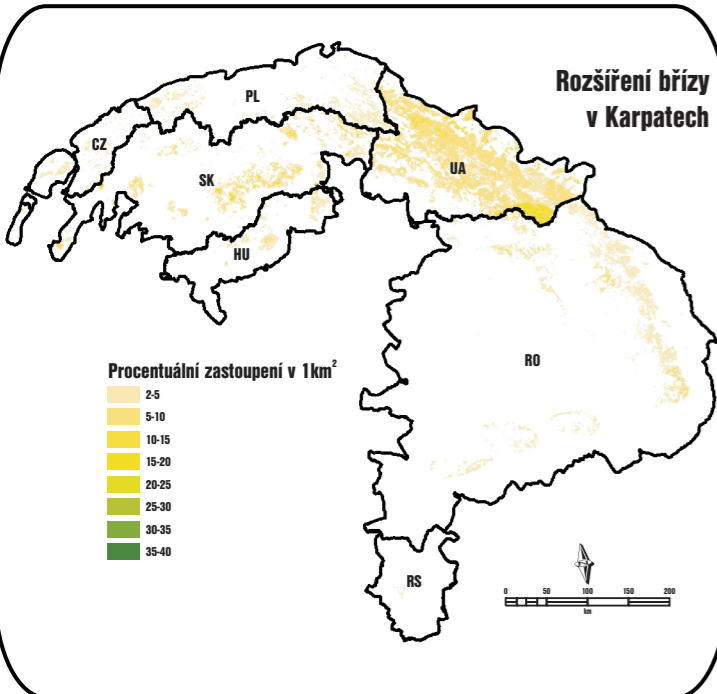 Rozšíření břízy
v Karpatech
PL
CZ
SK
UA
HU
RO
RS
Procentuální zastoupení v 1km²
2-5
5-10
10-15
15-20
20-25
25-30
30-35
35-40
0 50 100 150 200
km